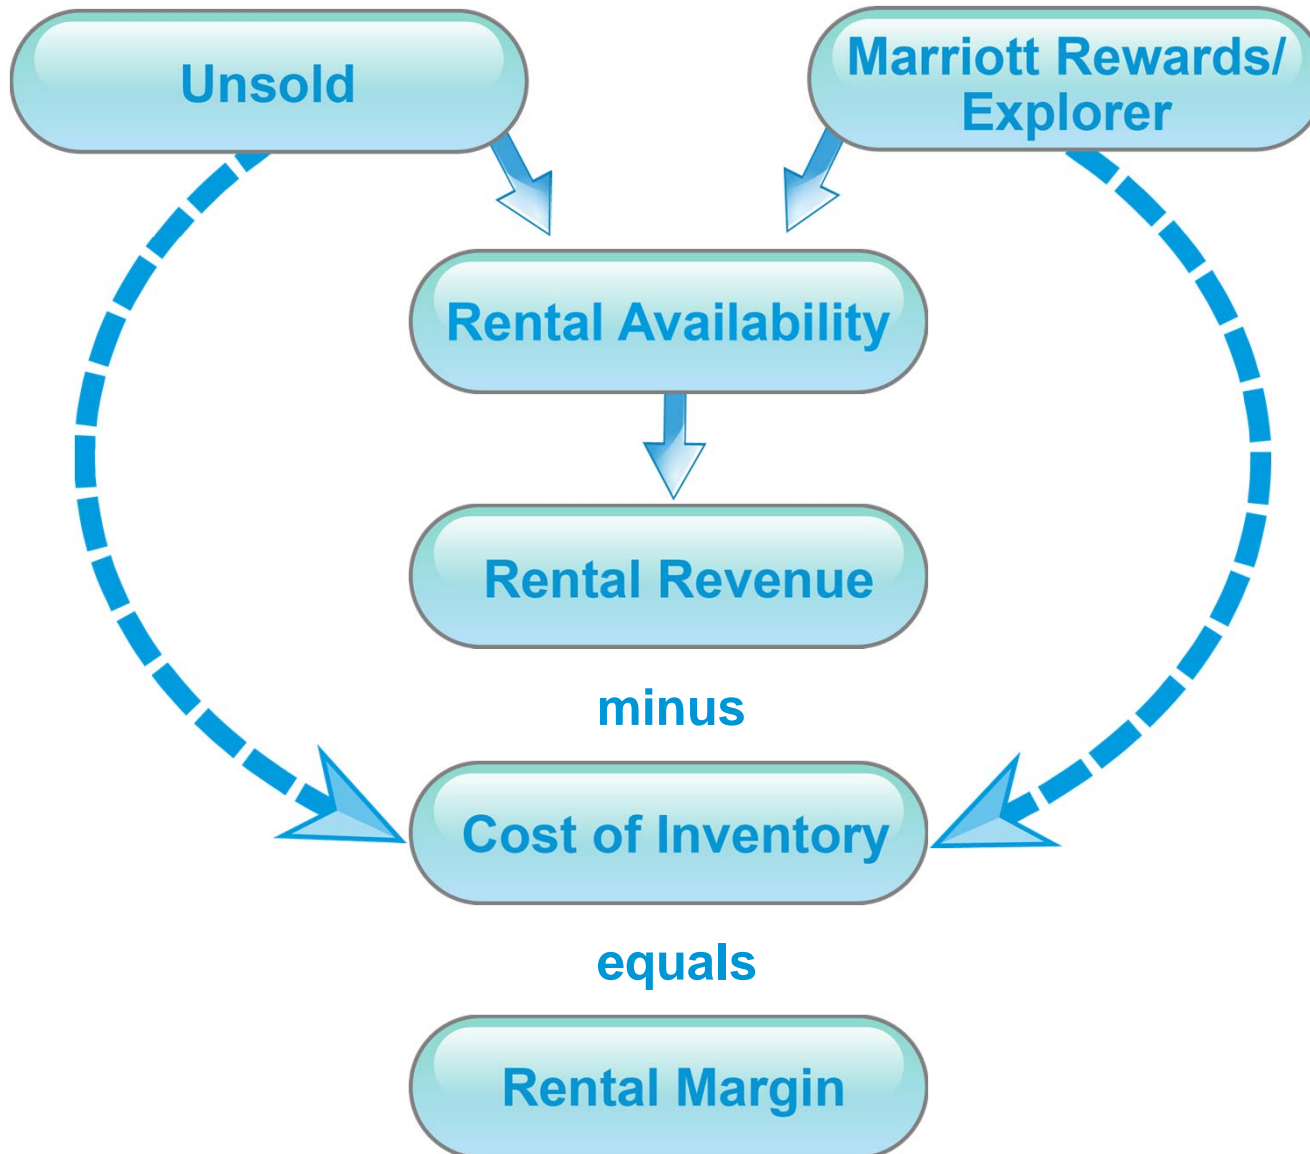 Unsold
Marriott Rewards/
Explorer
Rental Availability
Rental Revenue
minus
Cost of Inventory
equals
Rental Margin